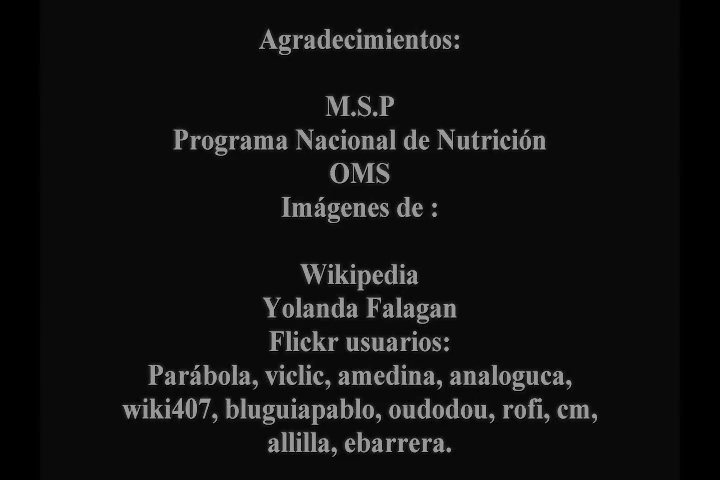 Agradecimientos:
M.S.P
Programa Nacional de Nutrición
OMS
Imágenes de :
Wikipedia
Yolanda Falagan
Flickr usuarios:
Parábola, viclic, amedina, analoguca,
wiki407, bluguiapablo, oudodou, rofi, cm,
allilla, ebarrera.